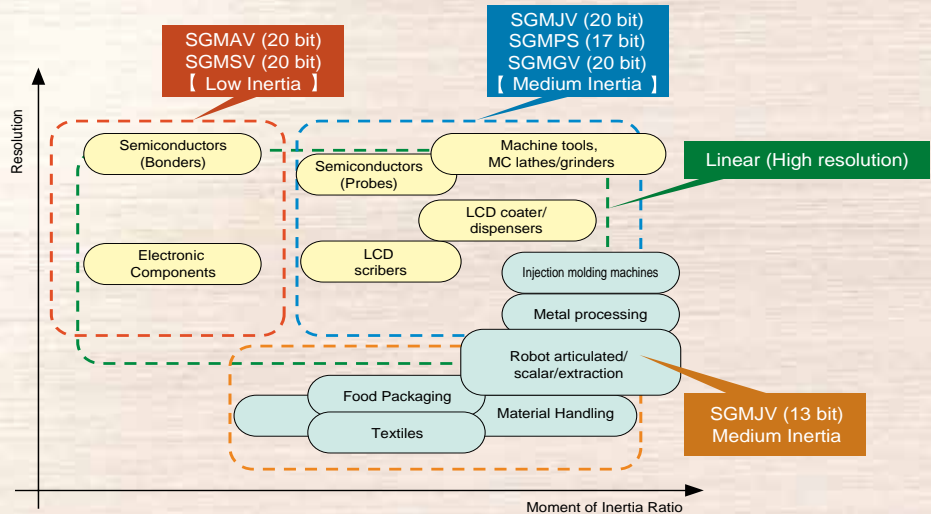 SGMAV (20 bit)
SGMSV (20 bit)
【 Low Inertia 】
SGMJV (20 bit)
SGMPS (17 bit)
SGMGV (20 bit)
【 Medium Inertia 】
Resolution
Semiconductors
(Bonders)
Semiconductors
(Probes)
Machine tools,
MC lathes/grinders
Linear (High resolution)
LCD coater/
dispensers
Electronic
Components
LCD
scribers
Injection molding machines
Metal processing
Robot articulated/
scalar/extraction
Food Packaging
Material Handling
Textiles
SGMJV (13 bit)
Medium Inertia
Moment of Inertia Ratio